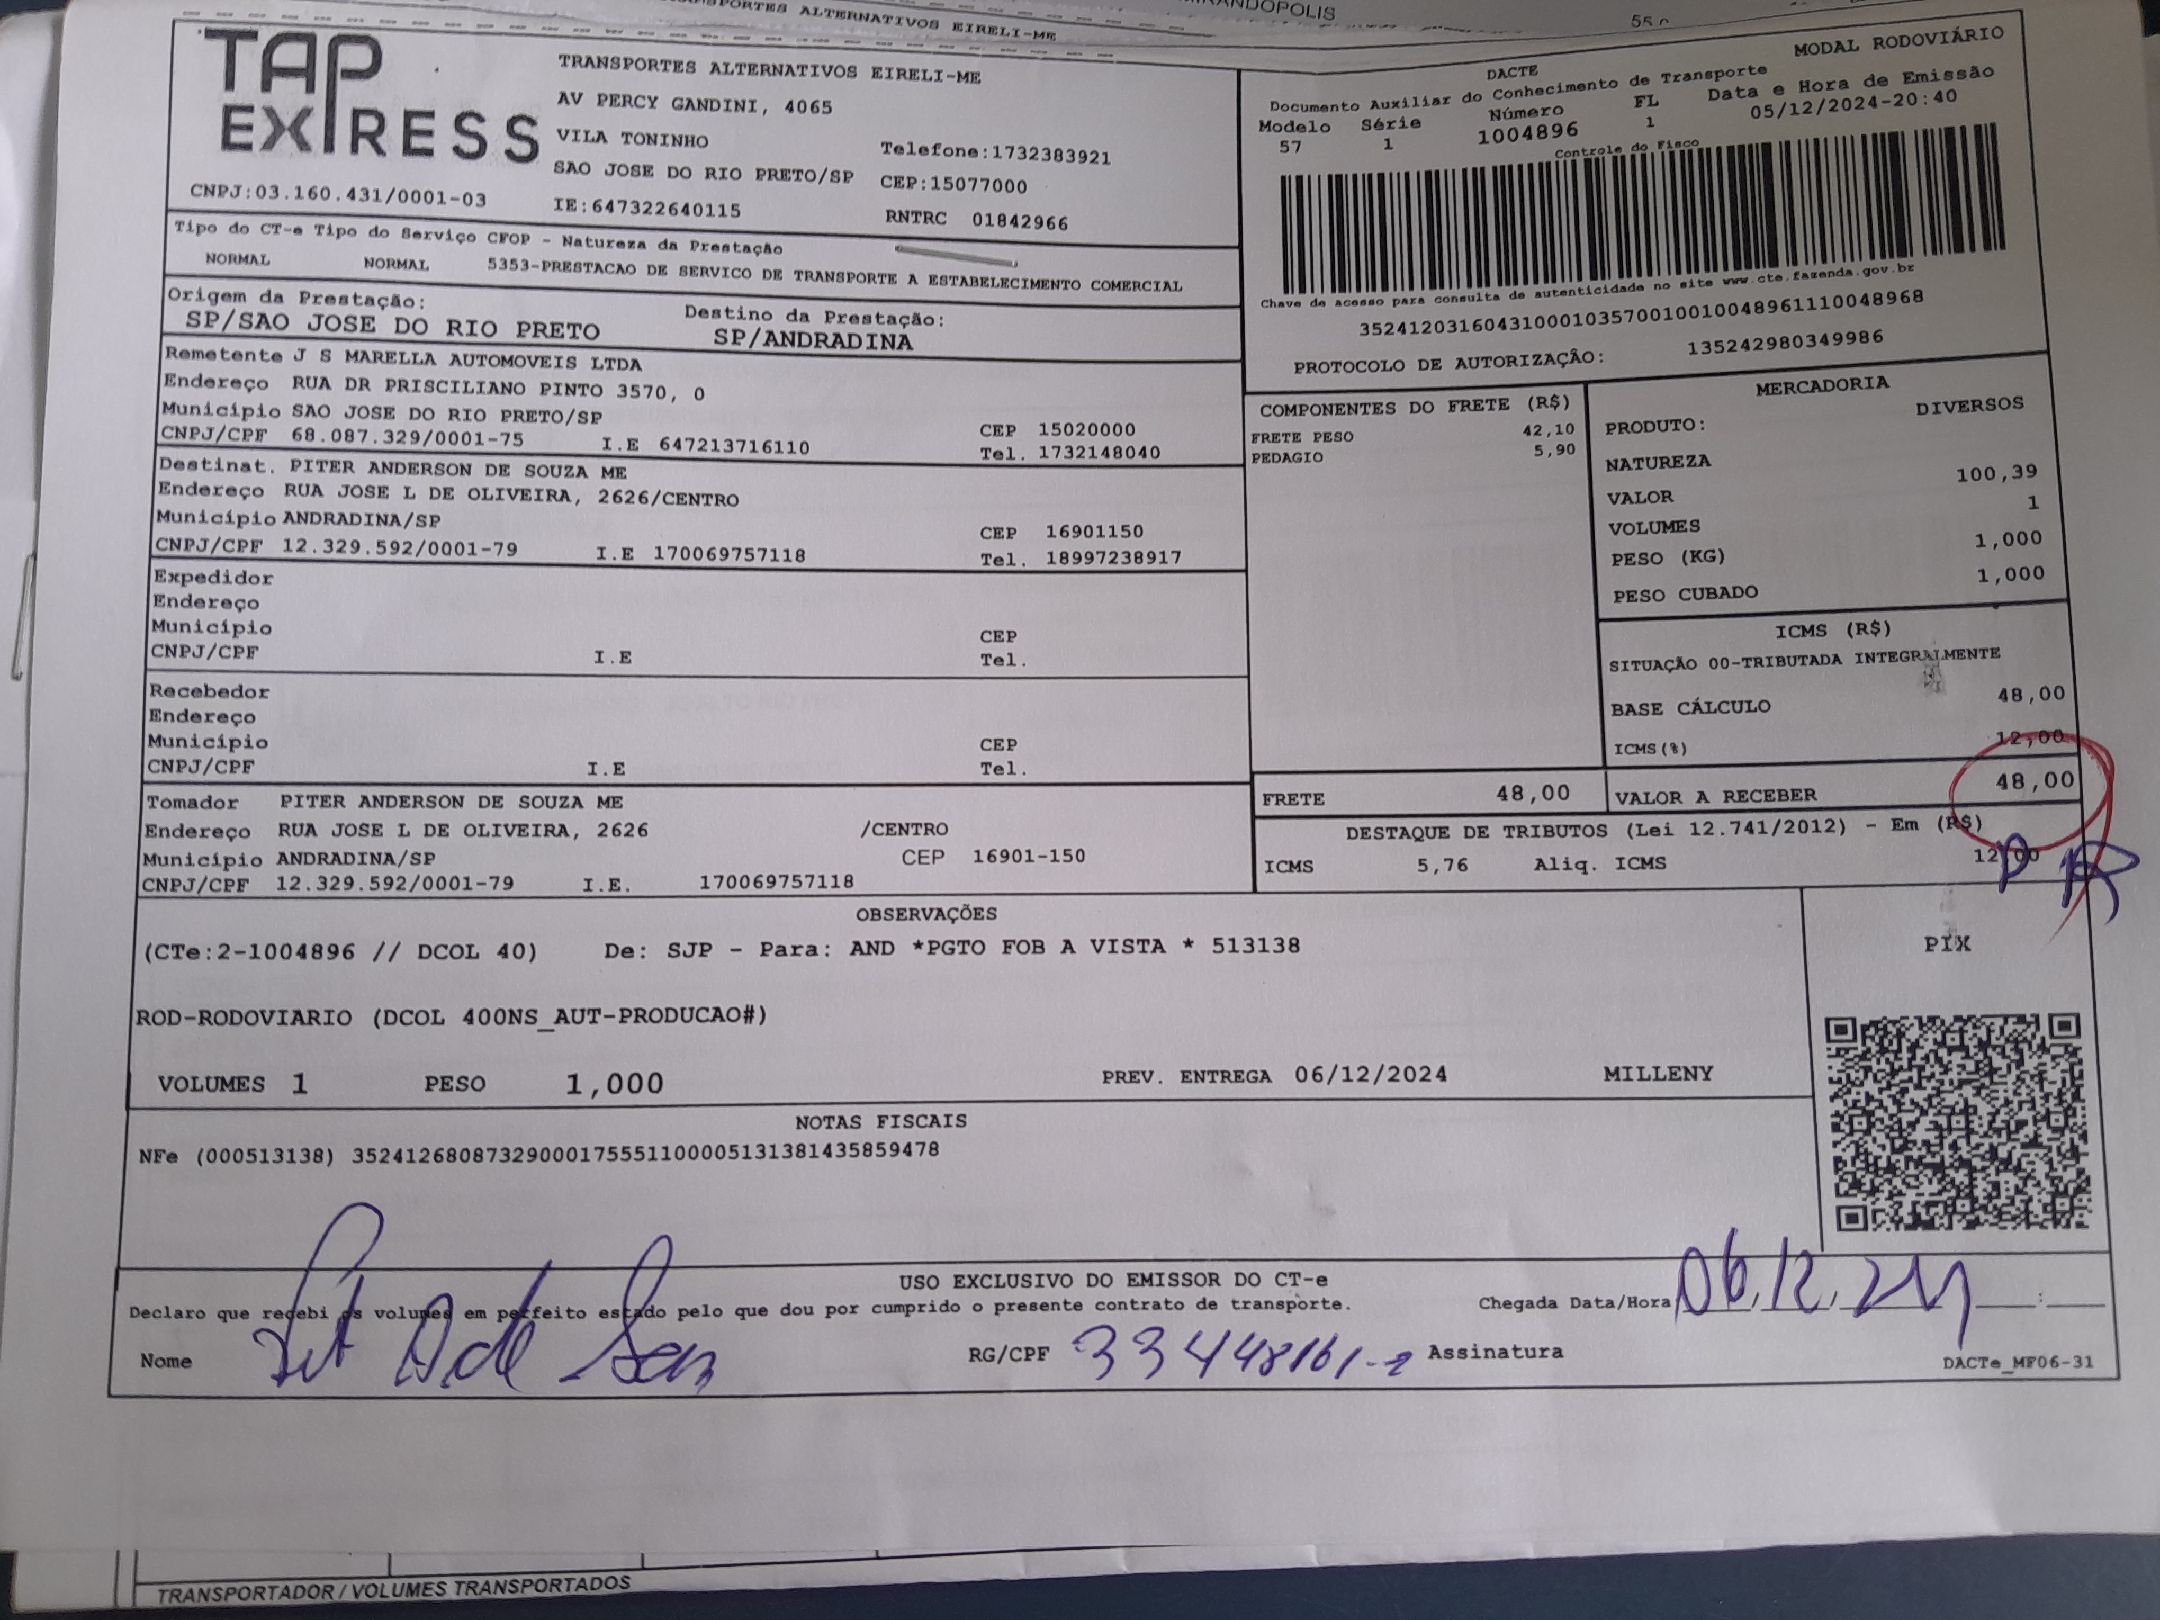 TRANSPORTES ALTERNATIVOS EIRELI-ME
55,0
TAP
EXPRESS
TRANSPORTES ALTERNATIVOS EIRELI-ME
AV PERCY GANDINI, 4065
VILA TONINHO
Telefone:1732383921
SAO JOSE DO RIO PRETO/SP CEP:15077000
CNPJ:03.160.431/0001-03 IE:647322640115 RNTRC 01842966
DACTE MODAL RODOVIÁRIO
Documento Auxiliar do Conhecimento de Transporte
Modelo Série Número FL Data e Hora de Emissão
57 1 1004896 1 05/12/2024-20:40
Controle do Fisco
Chave de acesso para consulta de autenticidade no site www.cte.fazenda.gov.br
35241203160431000103570010010048961110048968
PROTOCOLO DE AUTORIZAÇÃO: 135242980349986
Tipo do CT-e Tipo do Serviço CFOP - Natureza da Prestação
NORMAL NORMAL 5353-PRESTACAO DE SERVICO DE TRANSPORTE A ESTABELECIMENTO COMERCIAL
Origem da Prestação: Destino da Prestação:
SP/SAO JOSE DO RIO PRETO SP/ANDRADINA
Remetente J S MARELLA AUTOMOVEIS LTDA
Endereço RUA DR PRISCILIANO PINTO 3570, 0
Município SAO JOSE DO RIO PRETO/SP CEP 15020000
CNPJ/CPF 68.087.329/0001-75 I.E 647213716110 Tel. 1732148040
Destinat. PITER ANDERSON DE SOUZA ME
Endereço RUA JOSE L DE OLIVEIRA, 2626/CENTRO
Município ANDRADINA/SP CEP 16901150
CNPJ/CPF 12.329.592/0001-79 I.E 170069757118 Tel. 18997238917
Expedidor
Endereço
Município CEP
CNPJ/CPF I.E Tel.
Recebedor
Endereço
Município CEP
CNPJ/CPF I.E Tel.
Tomador PITER ANDERSON DE SOUZA ME
Endereço RUA JOSE L DE OLIVEIRA, 2626 /CENTRO
Município ANDRADINA/SP CEP 16901-150
CNPJ/CPF 12.329.592/0001-79 I.E. 170069757118
COMPONENTES DO FRETE (R$)
FRETE PESO 42,10
PEDAGIO 5,90
MERCADORIA
PRODUTO: DIVERSOS
NATUREZA
VALOR 100,39
VOLUMES 1
PESO (KG) 1,000
PESO CUBADO 1,000
ICMS (R$)
SITUAÇÃO 00-TRIBUTADA INTEGRALMENTE
BASE CÁLCULO 48,00
ICMS(%) 12,00
FRETE 48,00 VALOR A RECEBER 48,00
DESTAQUE DE TRIBUTOS (Lei 12.741/2012) - Em (R$)
ICMS 5,76 Aliq. ICMS 12,00
OBSERVAÇÕES
(CTe:2-1004896 // DCOL 40) De: SJP - Para: AND *PGTO FOB A VISTA * 513138
ROD-RODOVIARIO (DCOL 400NS_AUT-PRODUCAO#)
VOLUMES 1 PESO 1,000 PREV. ENTREGA 06/12/2024 MILLENY
PIX
NOTAS FISCAIS
NFe (000513138) 35241268087329000175551100005131381435859478
USO EXCLUSIVO DO EMISSOR DO CT-e
Declaro que recebi os volumes em perfeito estado pelo que dou por cumprido o presente contrato de transporte. Chegada Data/Hora 06,12,24 :
Nome RG/CPF Assinatura
DACTe_MF06-31
TRANSPORTADOR / VOLUMES TRANSPORTADOS